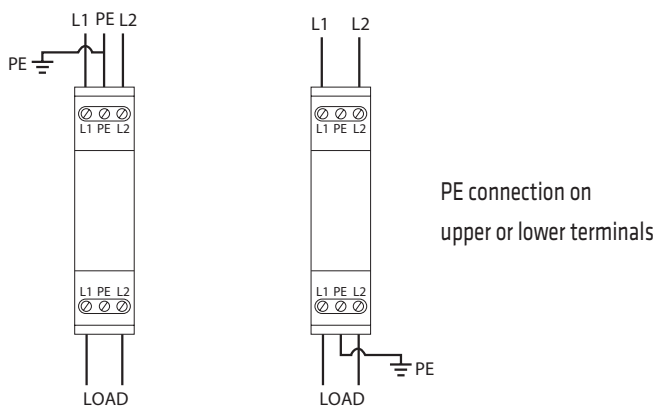 L1 PE L2
PE
L1 PE L2
L1 PE L2
LOAD
L1 L2
L1 PE L2
L1 PE L2
PE
LOAD
PE connection on
upper or lower terminals